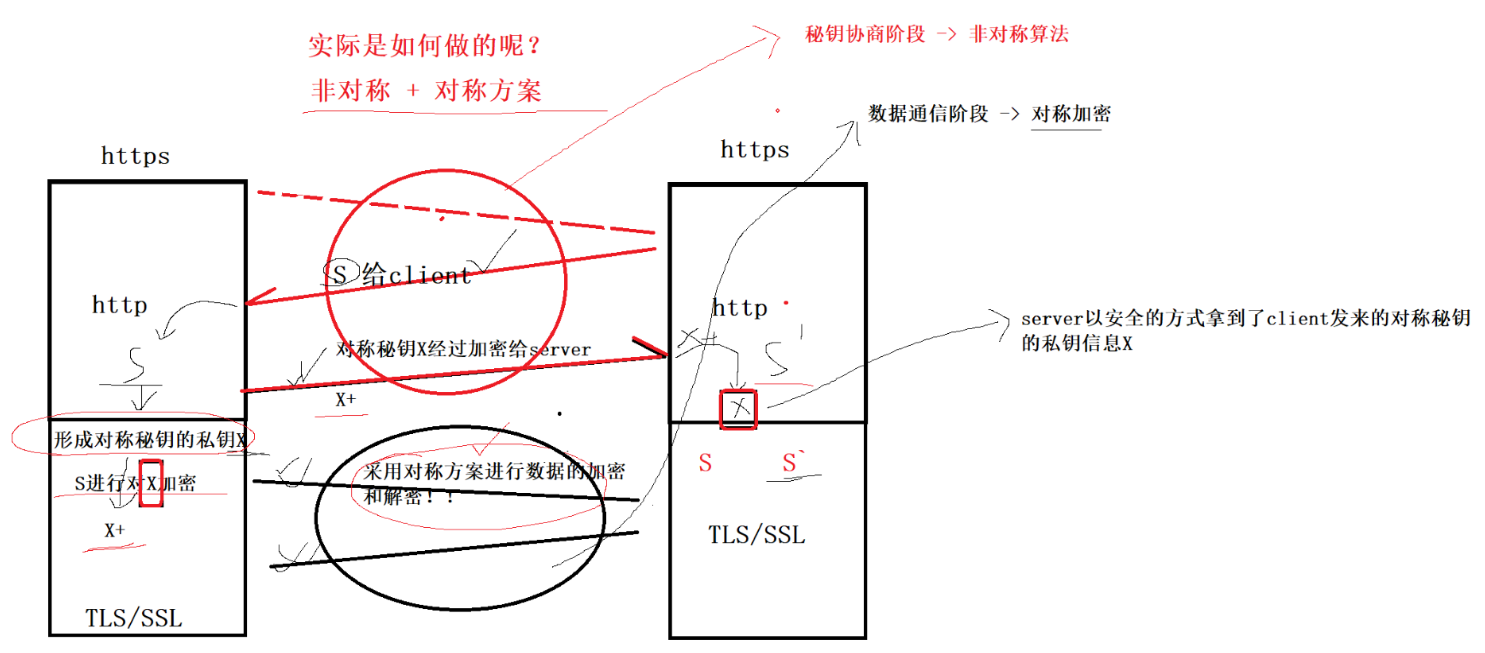 实际是如何做的呢？
非对称 + 对称方案
秘钥协商阶段 -> 非对称算法
数据通信阶段 -> 对称加密
https
https
S 给client
http
S
http
X+
S'
X
server以安全的方式拿到了client发来的对称秘钥
的私钥信息X
对称秘钥X经过加密给server
X+
形成对称秘钥的私钥X
S进行对X加密
X+
TLS/SSL
采用对称方案进行数据的加密
和解密！！
S
S`
TLS/SSL